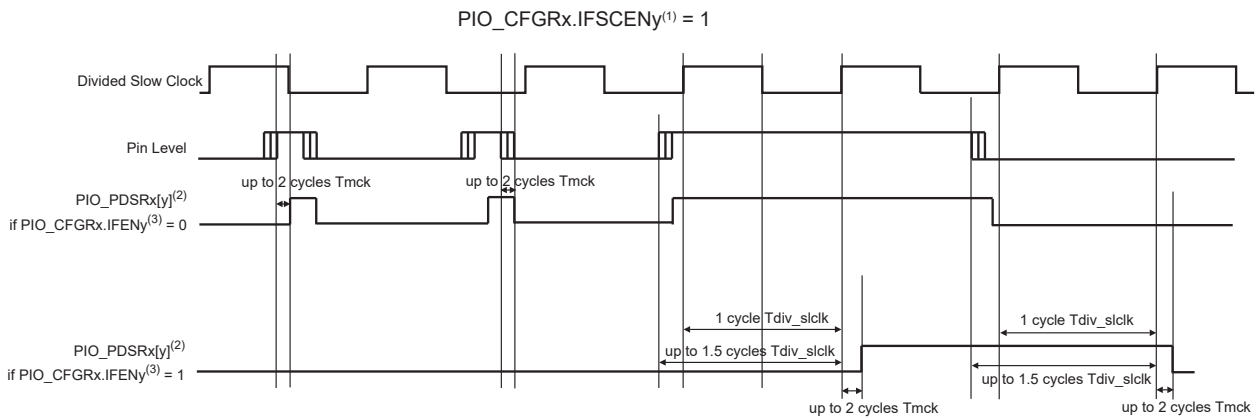 PIO_CFGRx.IFSCENy(1) = 1
Divided Slow Clock
Pin Level
up to 2 cycles Tmck
up to 2 cycles Tmck
PIO_PDSRx[y](2)
if PIO_CFGRx.IFENy(3) = 0
1 cycle Tdiv_slclk
1 cycle Tdiv_slclk
PIO_PDSRx[y](2)
up to 1.5 cycles Tdiv_slclk
if PIO_CFGRx.IFENy(3) = 1
up to 1.5 cycles Tdiv_slclk
up to 2 cycles Tmck
up to 2 cycles Tmck